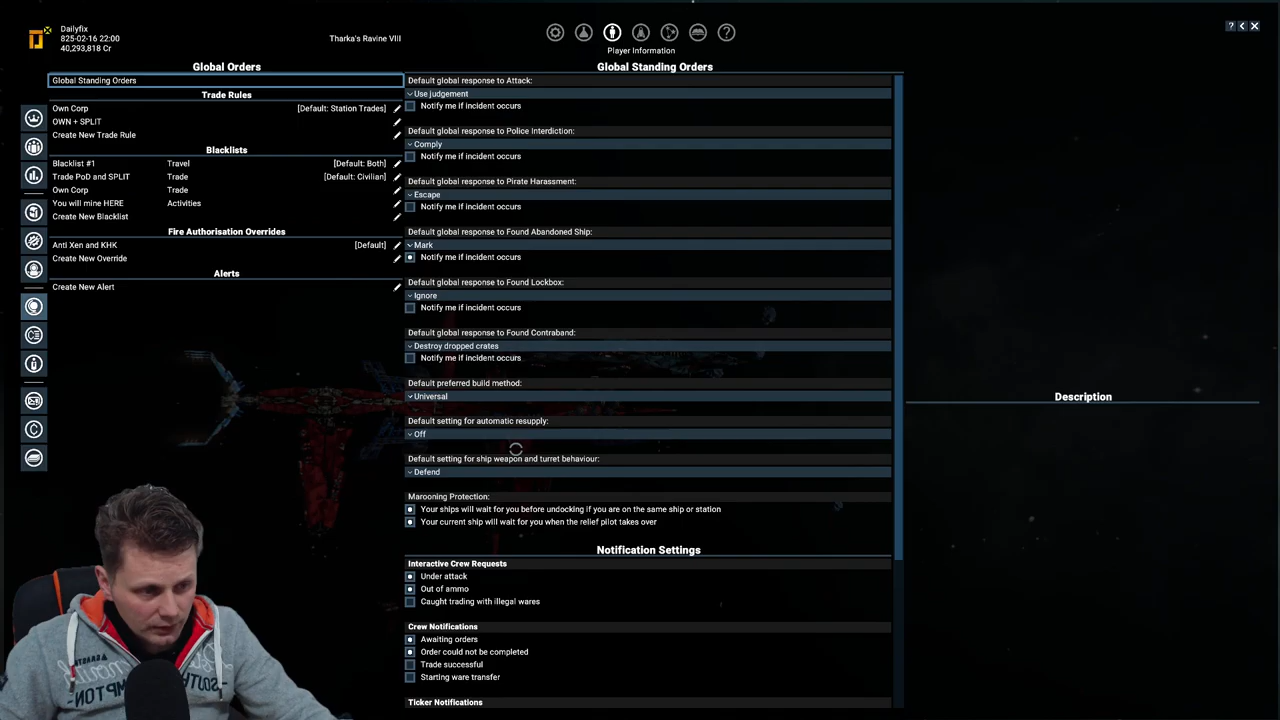 Dailyfix
825-02-16 22:00
40,293,818 Cr
Tharka's Ravine VIII
Player Information
?
?
Global Orders
Global Standing Orders
Trade Rules
Own Corp [Default: Station Trades]
OWN + SPLIT
Create New Trade Rule
Blacklists
Blacklist #1 Travel [Default: Both]
Trade PoD and SPLIT Trade [Default: Civilian]
Own Corp Trade
You will mine HERE Activities
Create New Blacklist
Fire Authorisation Overrides
Anti Xen and KHK [Default]
Create New Override
Alerts
Create New Alert
Global Standing Orders
Default global response to Attack:
Use judgement
Notify me if incident occurs
Default global response to Police Interdiction:
Comply
Notify me if incident occurs
Default global response to Pirate Harassment:
Escape
Notify me if incident occurs
Default global response to Found Abandoned Ship:
Mark
Notify me if incident occurs
Default global response to Found Lockbox:
Ignore
Notify me if incident occurs
Default global response to Found Contraband:
Destroy dropped crates
Notify me if incident occurs
Default preferred build method:
Universal
Default setting for automatic resupply:
Off
Default setting for ship weapon and turret behaviour:
Defend
Marooning Protection:
Your ships will wait for you before undocking if you are on the same ship or station
Your current ship will wait for you when the relief pilot takes over
Notification Settings
Interactive Crew Requests
Under attack
Out of ammo
Caught trading with illegal wares
Crew Notifications
Awaiting orders
Order could not be completed
Trade successful
Starting ware transfer
Ticker Notifications
Description